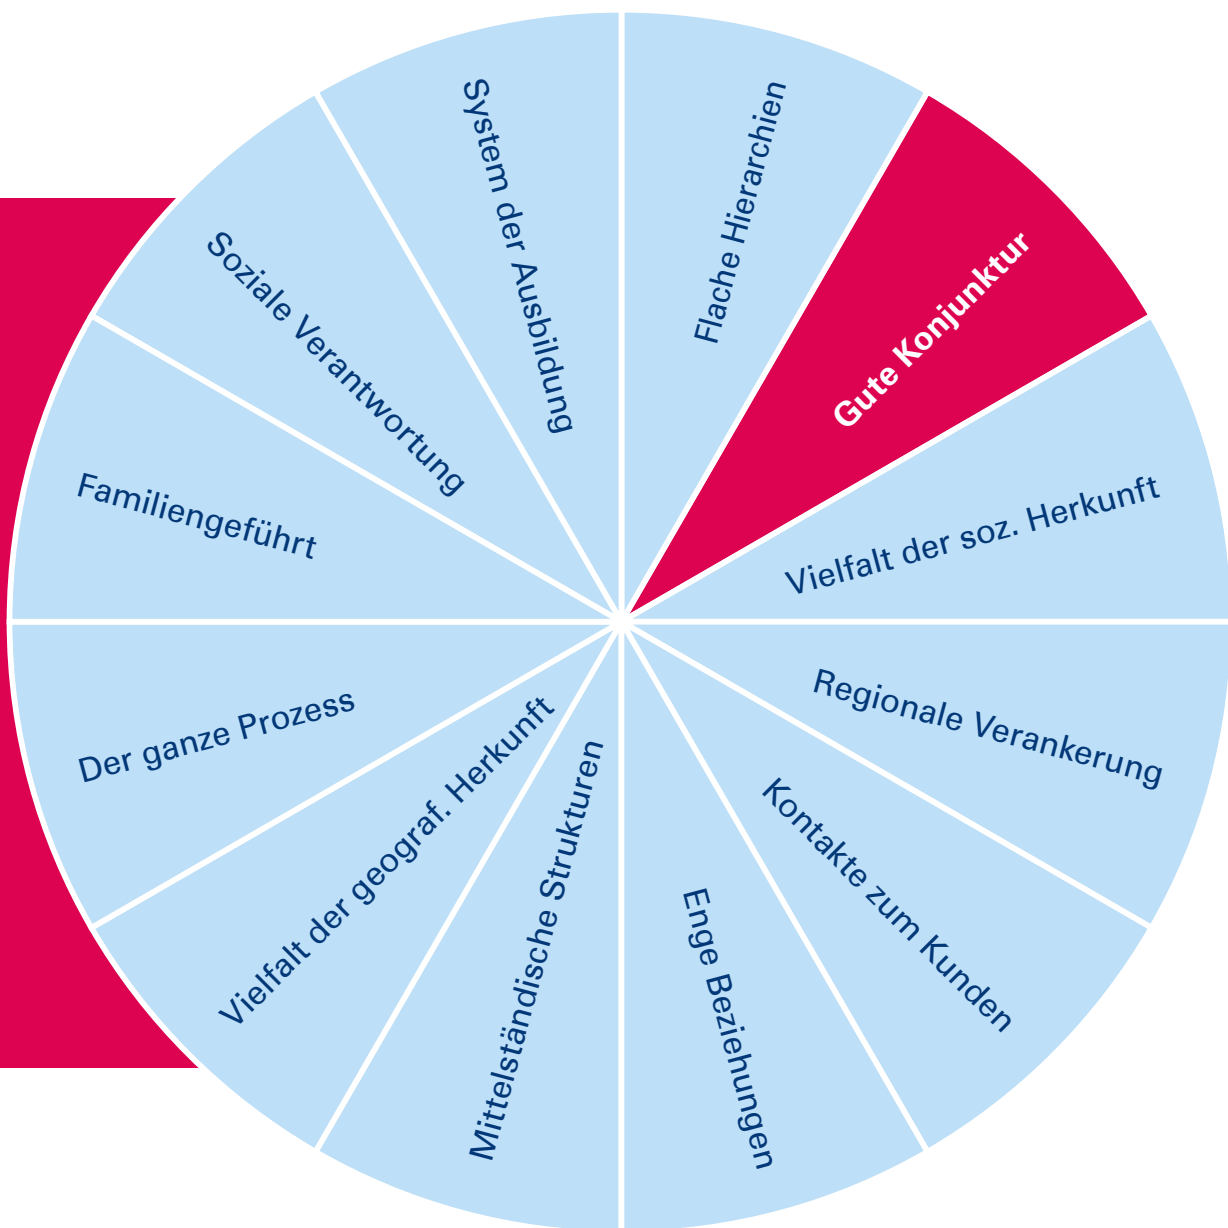 Flache Hierarchien
Gute Konjunktur
Vielfalt der soz. Herkunft
Regionale Verankerung
Kontakte zum Kunden
Enge Beziehungen
Mittelständische Strukturen
Vielfalt der geograf. Herkunft
Der ganze Prozess
Familiengeführt
Soziale Verantwortung
System der Ausbildung